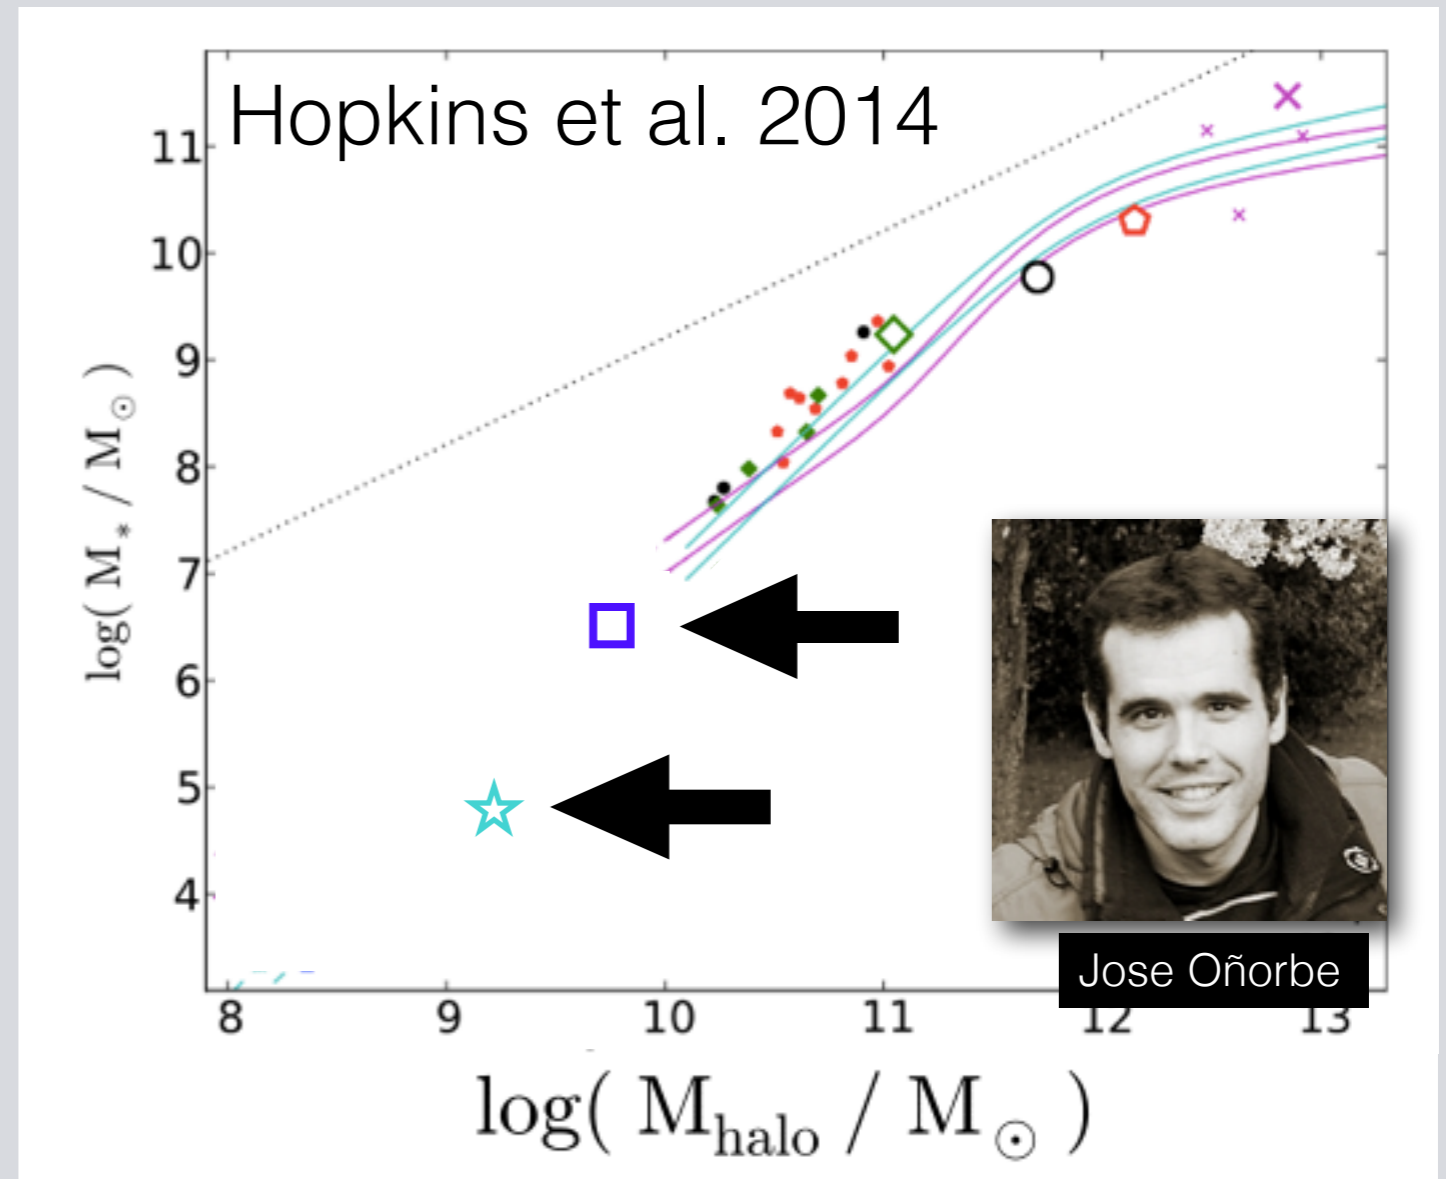 Hopkins et al. 2014
11
10
9
8
7
6
5
4
log( M* / M☉ )
Jose Oñorbe
8 9 10 11 12 13
log( Mhalo / M☉ )